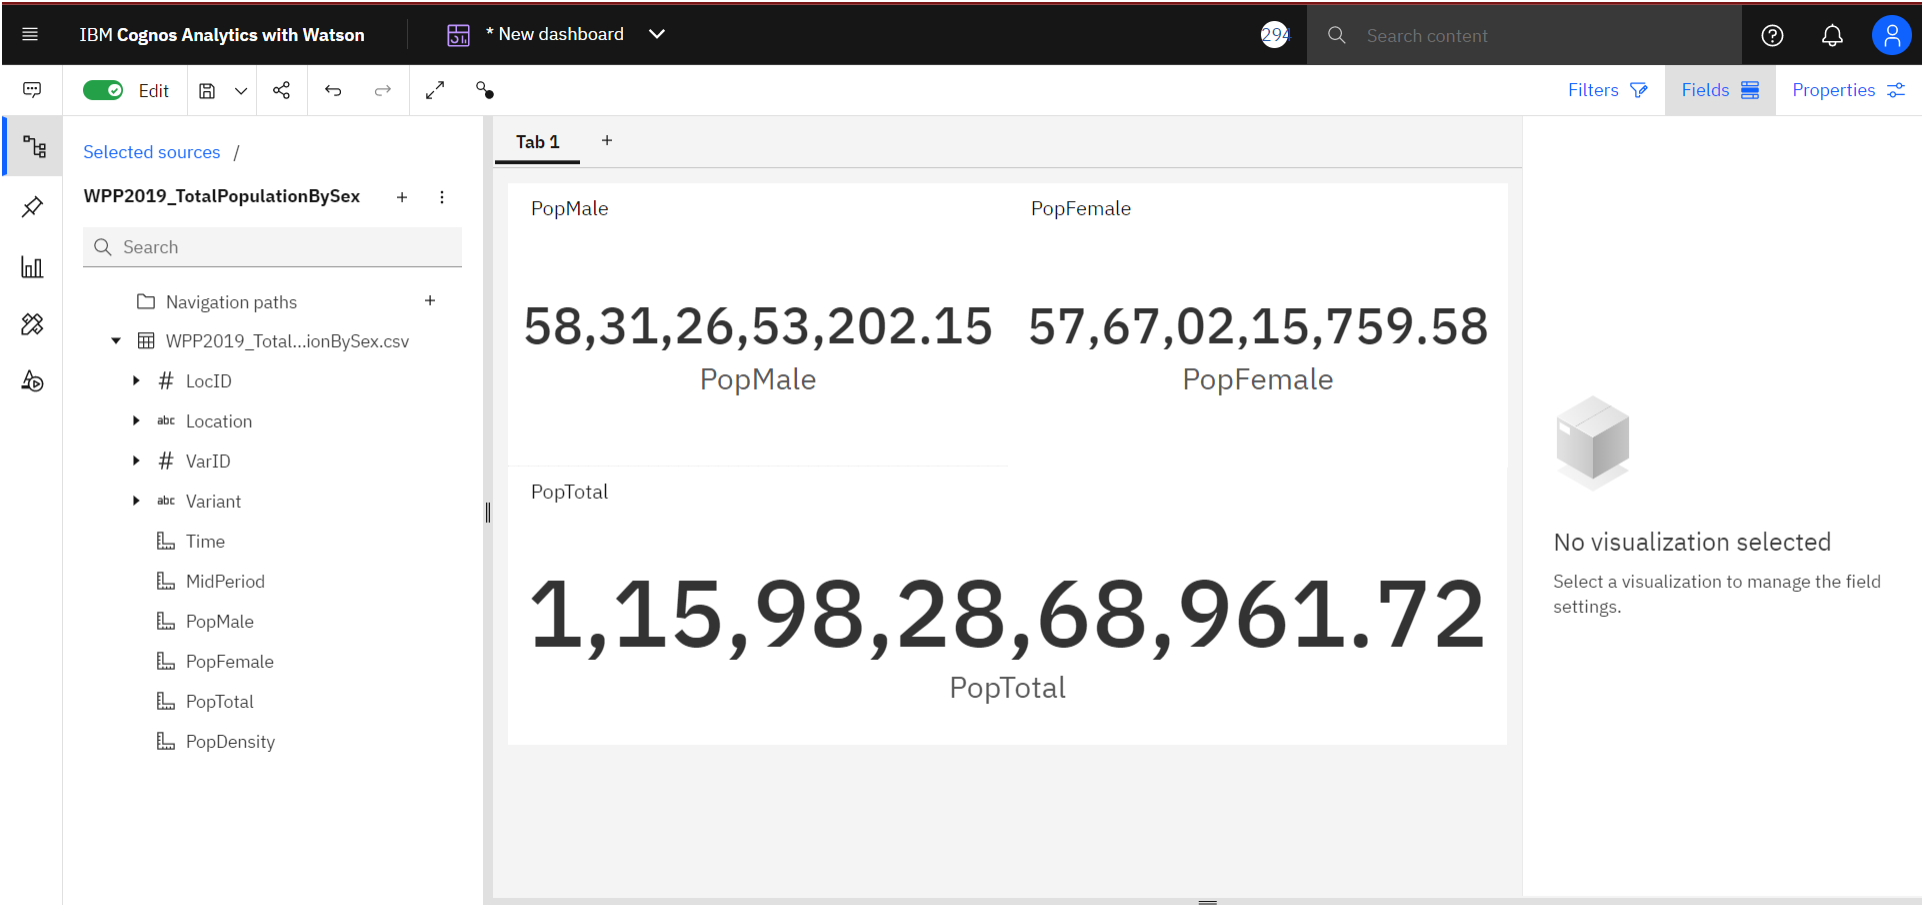 IBM Cognos Analytics with Watson
* New dashboard
294
Search content
Edit
Filters
Fields
Properties
Selected sources /
WPP2019_TotalPopulationBySex
Search
Navigation paths
WPP2019_Total...ionBySex.csv
# LocID
abc Location
# VarID
abc Variant
Time
MidPeriod
PopMale
PopFemale
PopTotal
PopDensity
Tab 1
PopMale
58,31,26,53,202.15
PopMale
PopFemale
57,67,02,15,759.58
PopFemale
PopTotal
1,15,98,28,68,961.72
PopTotal
No visualization selected
Select a visualization to manage the field
settings.